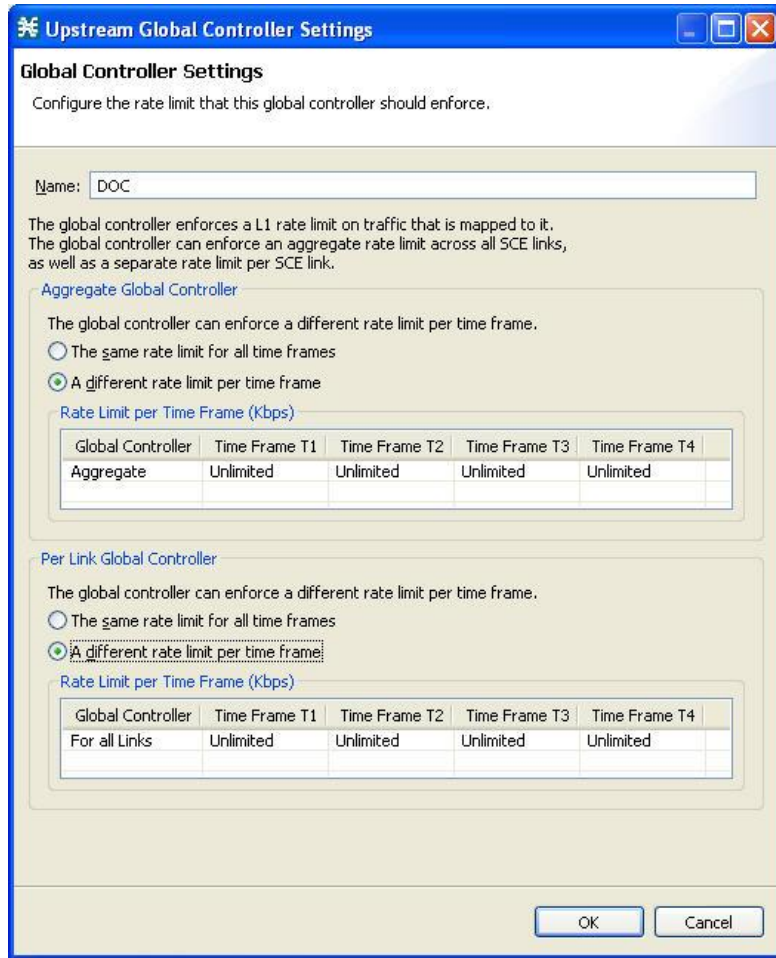 Upstream Global Controller Settings
Global Controller Settings
Configure the rate limit that this global controller should enforce.
Name: DOC
The global controller enforces a L1 rate limit on traffic that is mapped to it.
The global controller can enforce an aggregate rate limit across all SCE links,
as well as a separate rate limit per SCE link.
Aggregate Global Controller
The global controller can enforce a different rate limit per time frame.
The same rate limit for all time frames
A different rate limit per time frame
Rate Limit per Time Frame (Kbps)
Global Controller Time Frame T1 Time Frame T2 Time Frame T3 Time Frame T4
Aggregate Unlimited Unlimited Unlimited Unlimited
Per Link Global Controller
The global controller can enforce a different rate limit per time frame.
The same rate limit for all time frames
A different rate limit per time frame
Rate Limit per Time Frame (Kbps)
Global Controller Time Frame T1 Time Frame T2 Time Frame T3 Time Frame T4
For all Links Unlimited Unlimited Unlimited Unlimited
OK Cancel